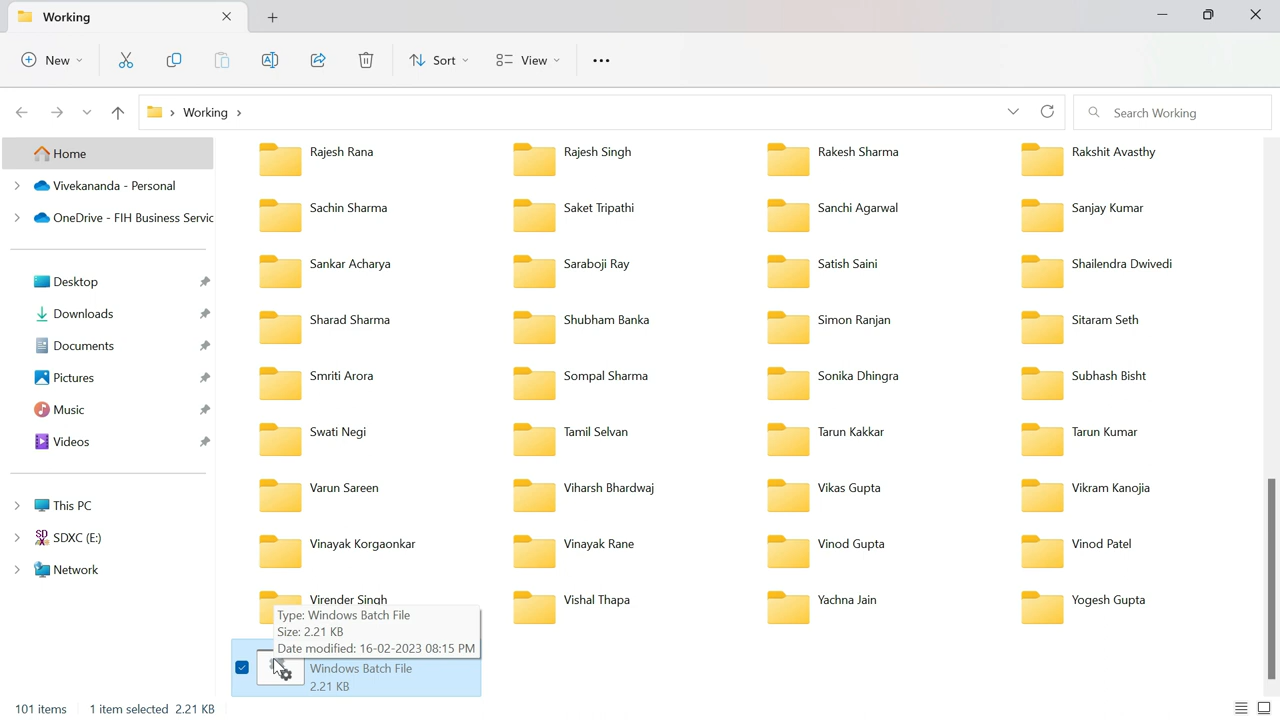 Working
New
Sort
View
Working
Search Working
Home
Vivekananda - Personal
OneDrive - FIH Business Servic
Desktop
Downloads
Documents
Pictures
Music
Videos
This PC
SDXC (E:)
Network
Rajesh Rana Rajesh Singh Rakesh Sharma Rakshit Avasthy
Sachin Sharma Saket Tripathi Sanchi Agarwal Sanjay Kumar
Sankar Acharya Saraboji Ray Satish Saini Shailendra Dwivedi
Sharad Sharma Shubham Banka Simon Ranjan Sitaram Seth
Smriti Arora Sompal Sharma Sonika Dhingra Subhash Bisht
Swati Negi Tamil Selvan Tarun Kakkar Tarun Kumar
Varun Sareen Viharsh Bhardwaj Vikas Gupta Vikram Kanojia
Vinayak Korgaonkar Vinayak Rane Vinod Gupta Vinod Patel
Virender Singh Vishal Thapa Yachna Jain Yogesh Gupta
Type: Windows Batch File
Size: 2.21 KB
Date modified: 16-02-2023 08:15 PM
Windows Batch File
2.21 KB
101 items 1 item selected 2.21 KB